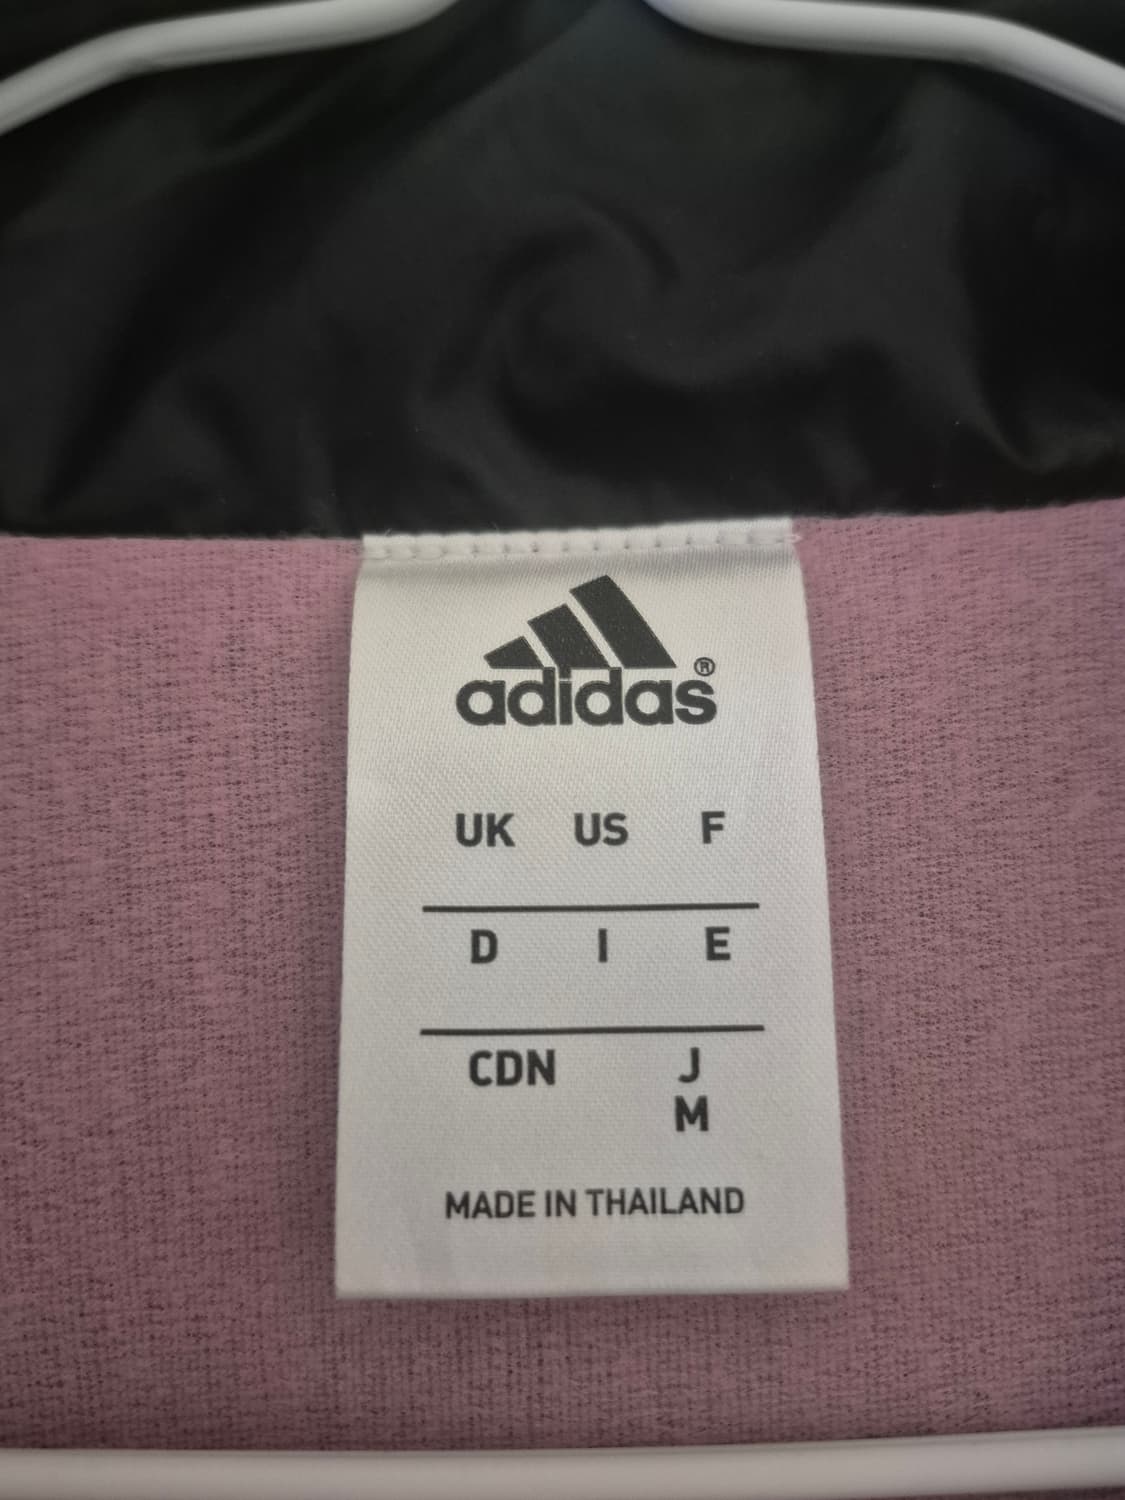 adidas®
UK US F
D I E
CDN J
M
MADE IN THAILAND